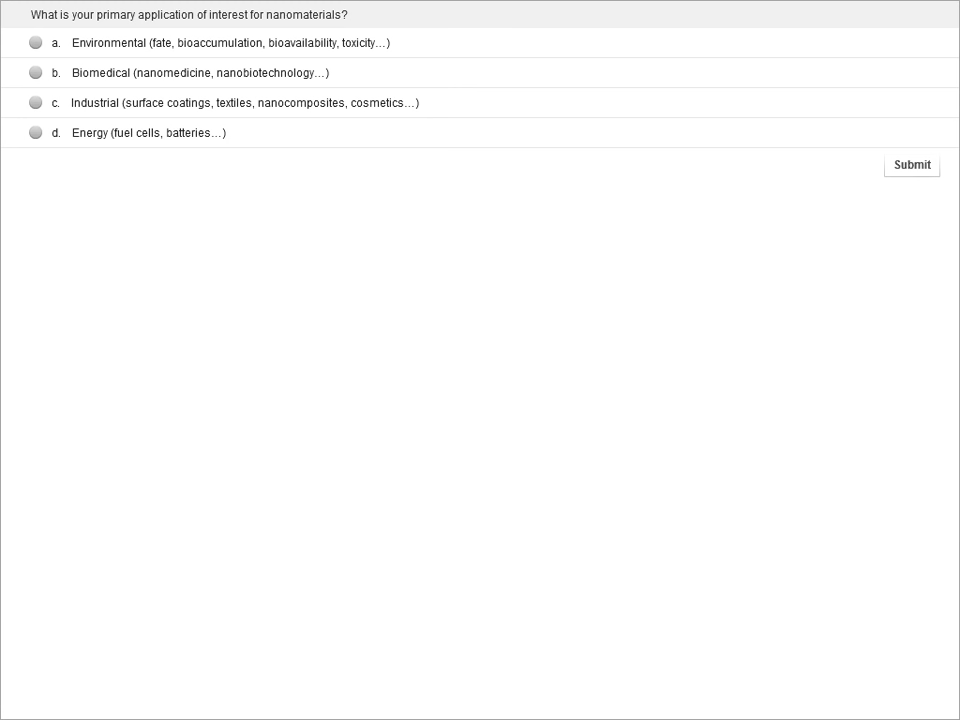 What is your primary application of interest for nanomaterials?
a. Environmental (fate, bioaccumulation, bioavailability, toxicity…)
b. Biomedical (nanomedicine, nanobiotechnology…)
c. Industrial (surface coatings, textiles, nanocomposites, cosmetics…)
d. Energy (fuel cells, batteries…)
Submit